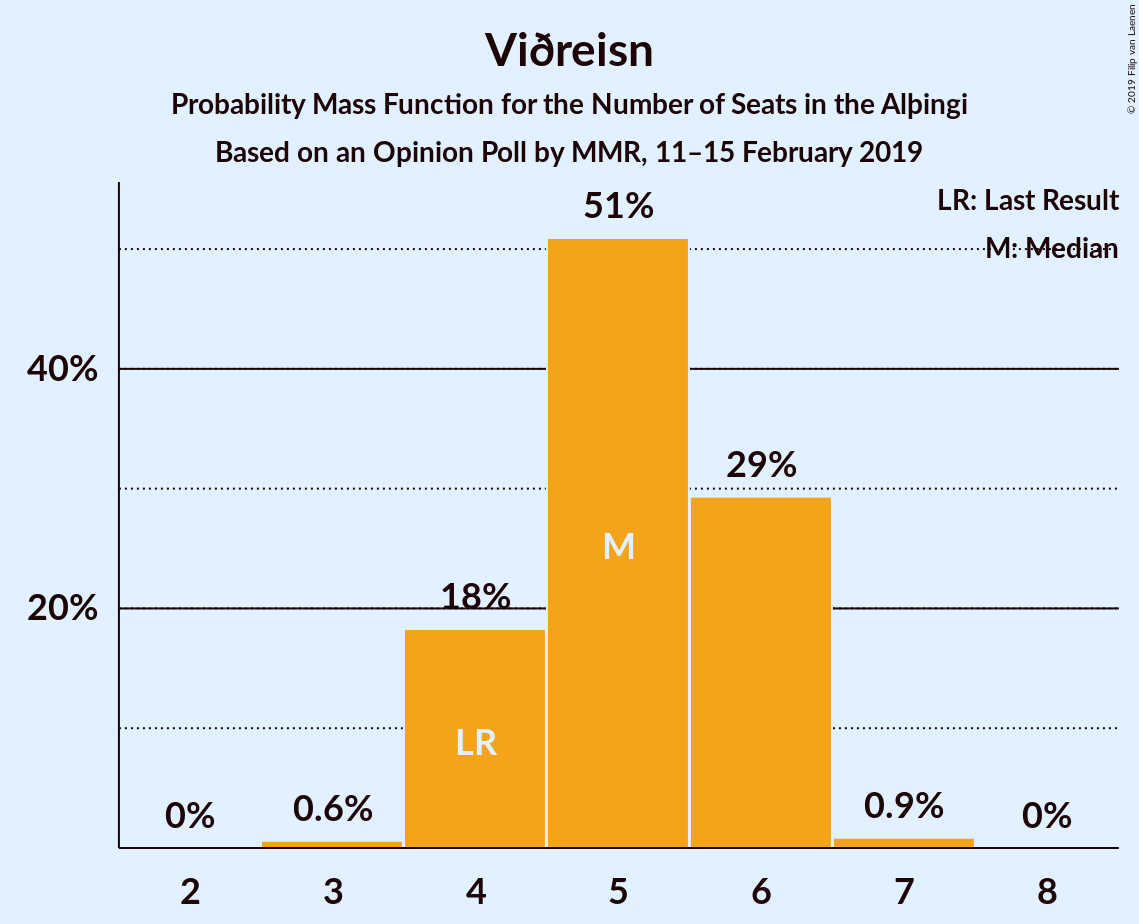 Viðreisn
Probability Mass Function for the Number of Seats in the Alþingi
Based on an Opinion Poll by MMR, 11–15 February 2019
© 2019 Filip van Laenen
LR: Last Result
M: Median
51%
40%
29%
M
20%
18%
LR
0%
0.6%
0.9%
0%
2 3 4 5 6 7 8